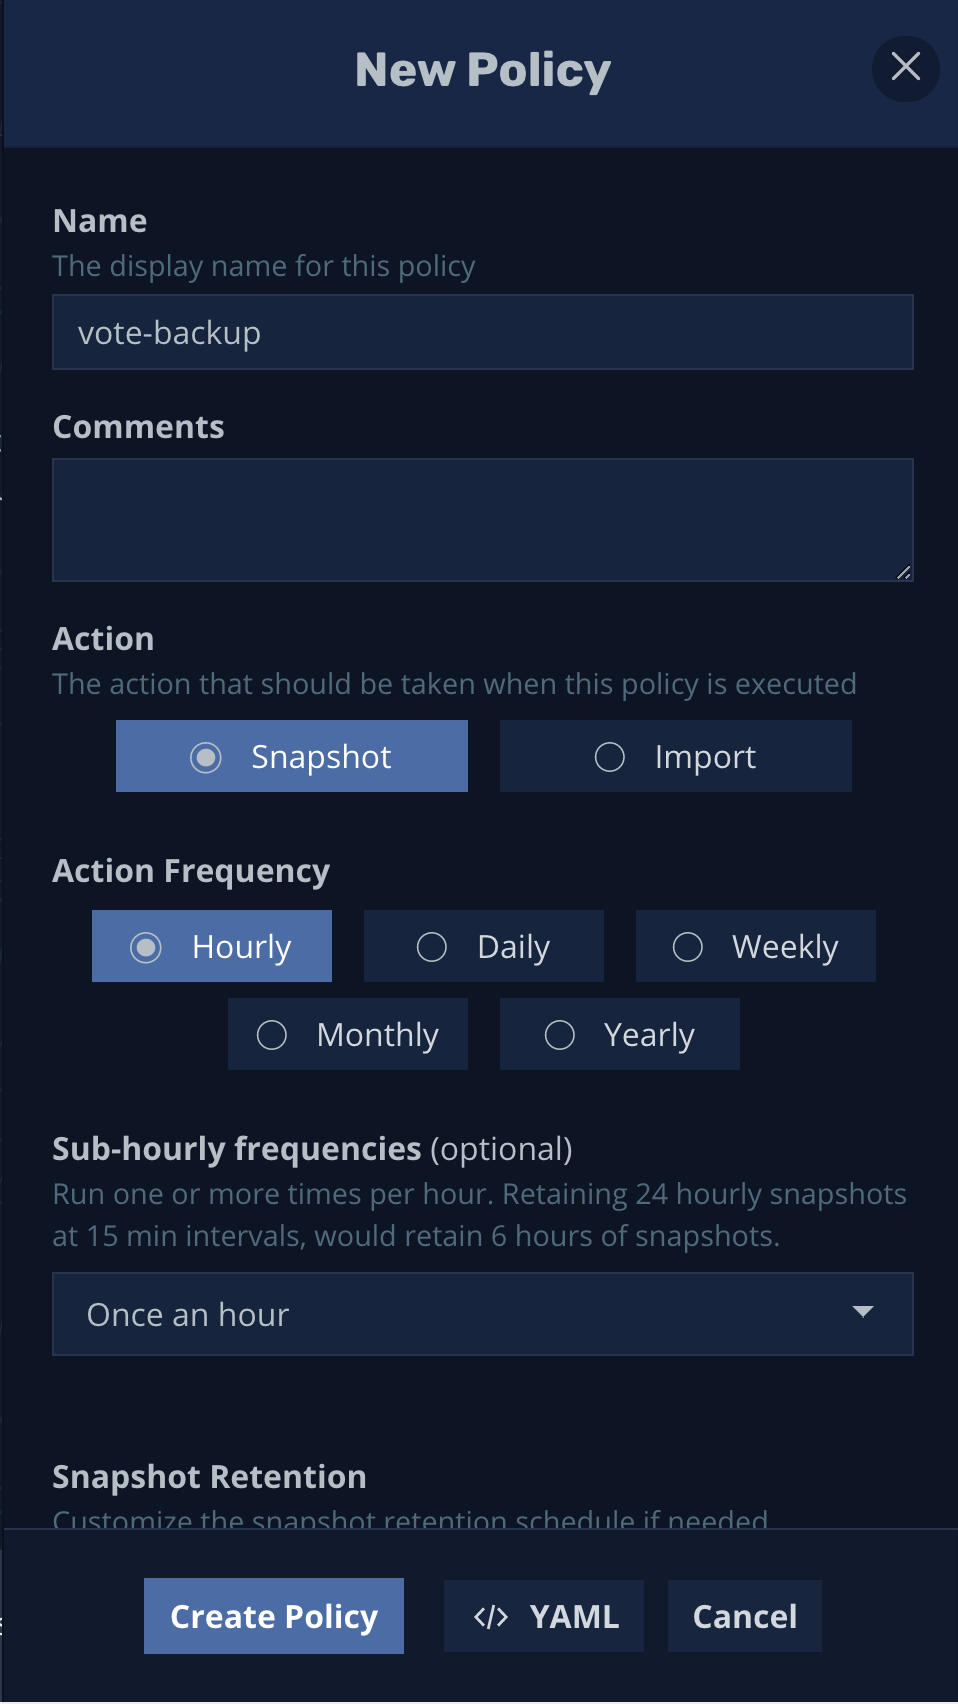 New Policy
Name
The display name for this policy
vote-backup
Comments
Action
The action that should be taken when this policy is executed
Snapshot
Import
Action Frequency
Hourly
Daily
Weekly
Monthly
Yearly
Sub-hourly frequencies (optional)
Run one or more times per hour. Retaining 24 hourly snapshots
at 15 min intervals, would retain 6 hours of snapshots.
Once an hour
Snapshot Retention
Customize the snapshot retention schedule if needed
Create Policy
</> YAML
Cancel